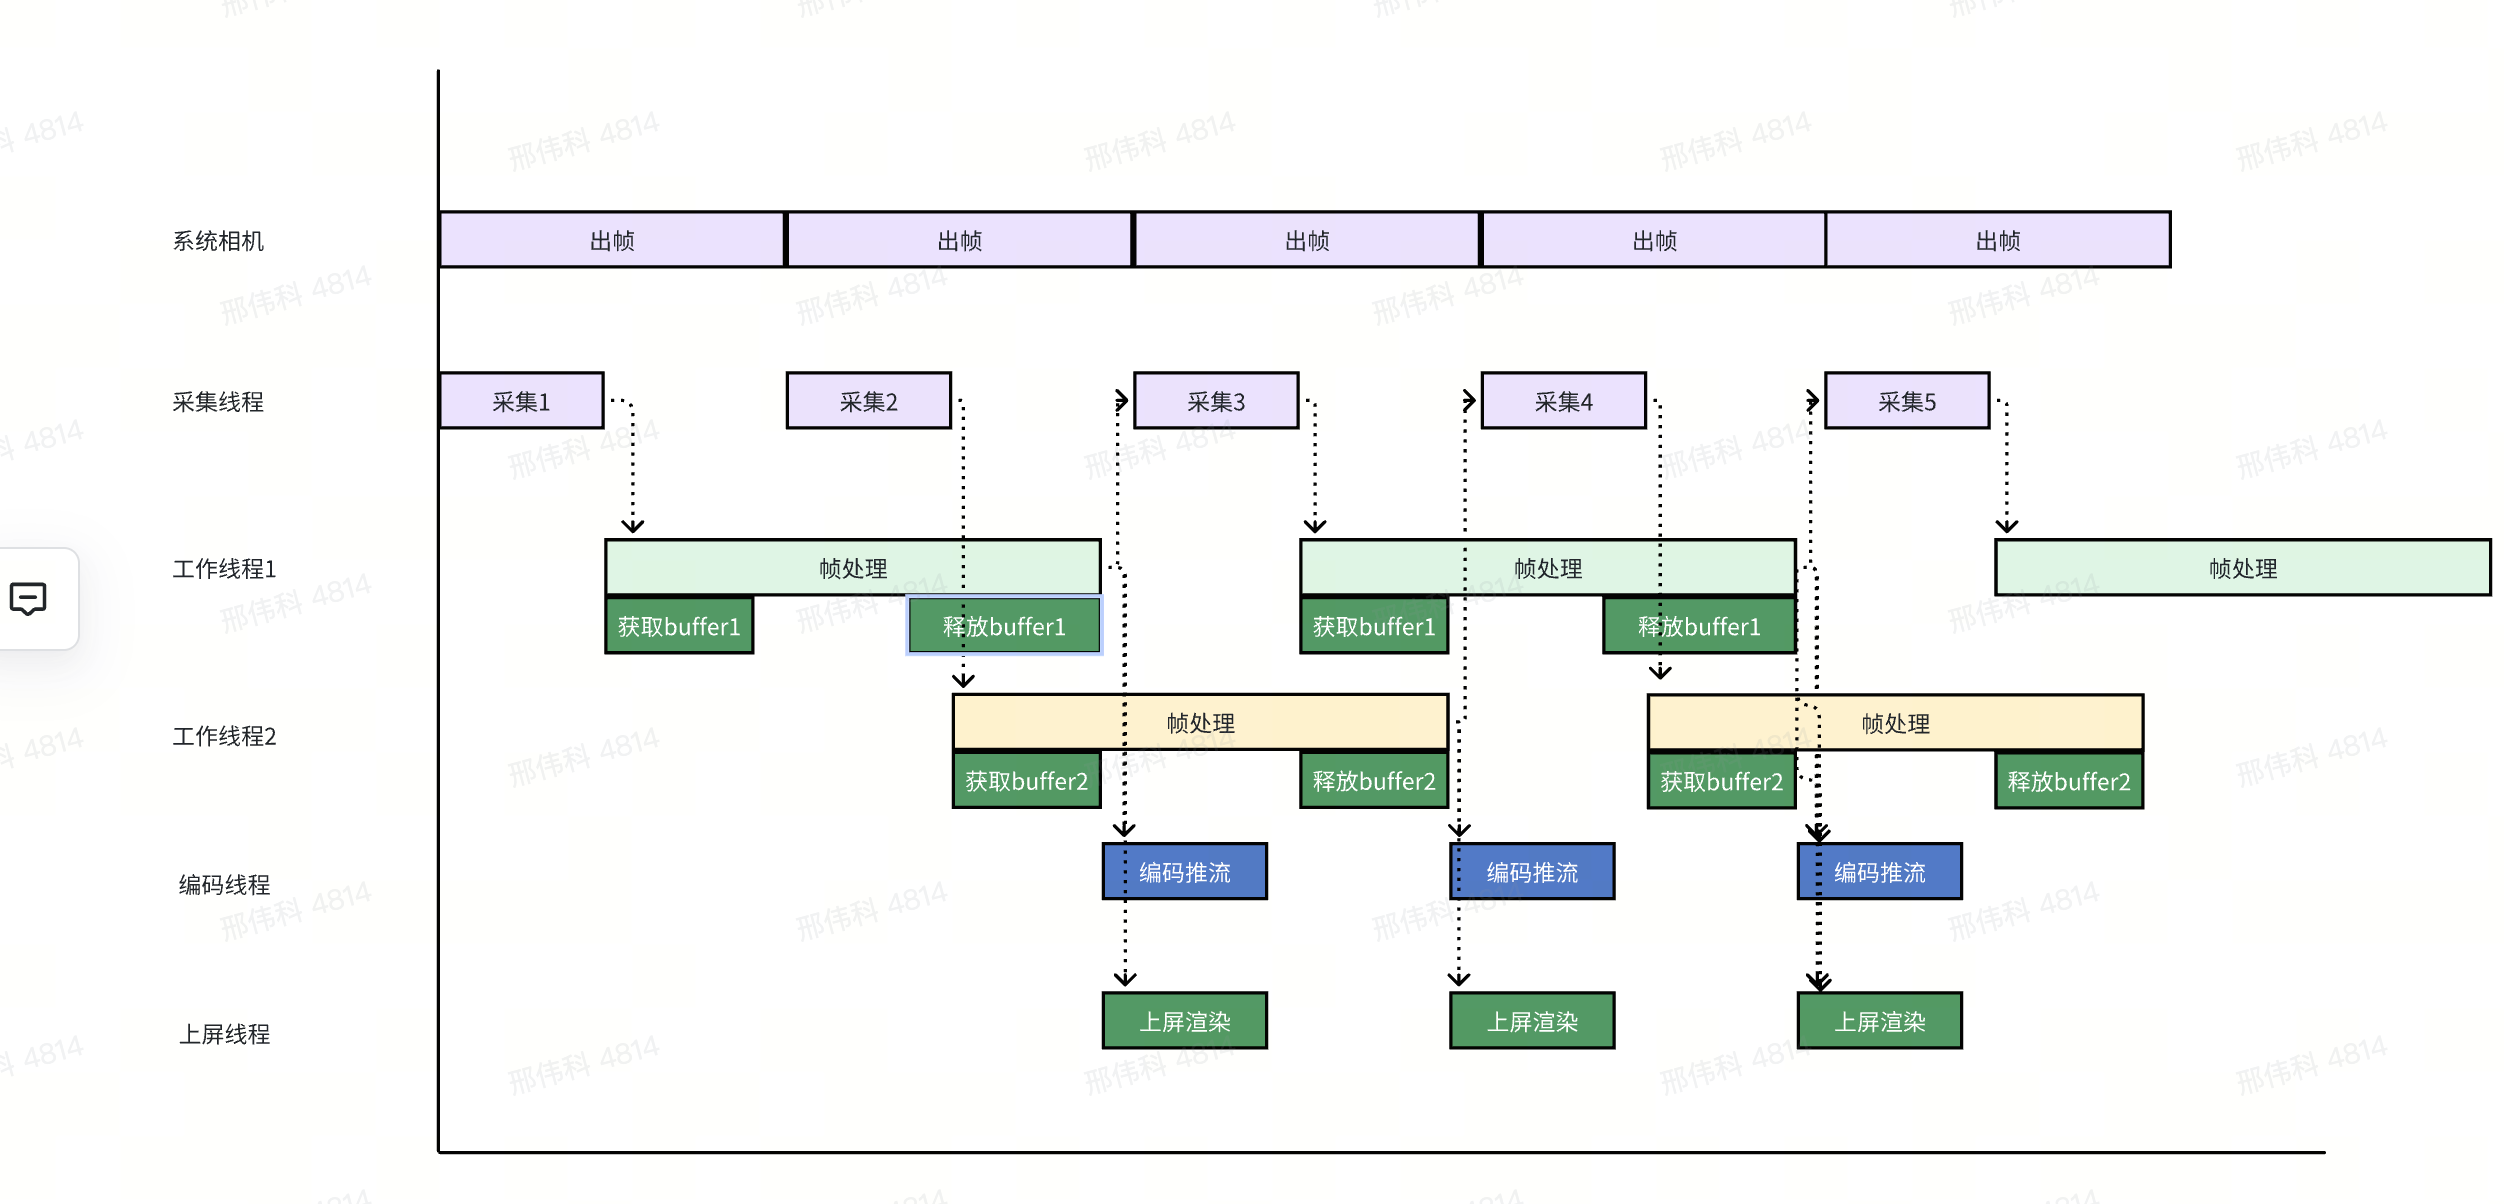 系统相机
出帧
出帧
出帧
出帧
出帧
采集线程
采集1
采集2
采集3
采集4
采集5
工作线程1
帧处理
帧处理
帧处理
获取buffer1
释放buffer1
获取buffer1
释放buffer1
工作线程2
帧处理
帧处理
获取buffer2
释放buffer2
获取buffer2
释放buffer2
编码线程
编码推流
编码推流
编码推流
上屏线程
上屏渲染
上屏渲染
上屏渲染
邢伟科 4814